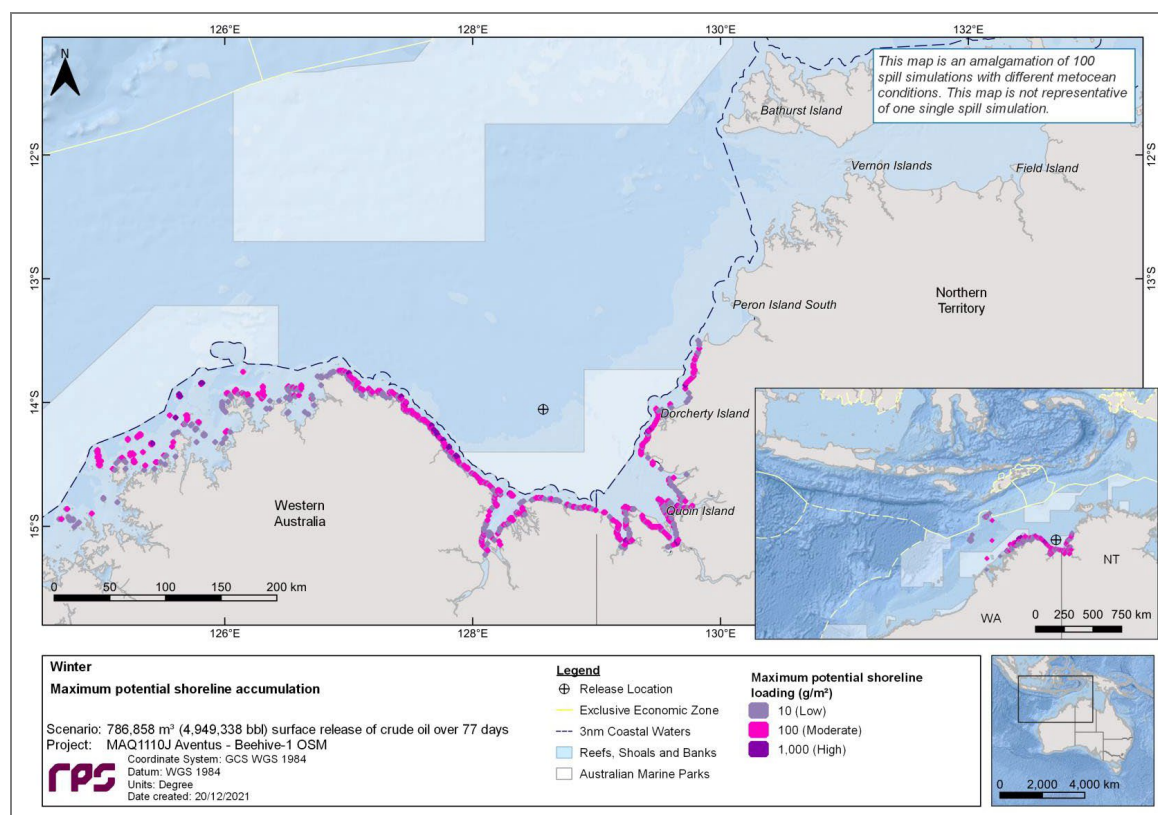 126°E
128°E
130°E
132°E
N
This map is an amalgamation of 100
spill simulations with different metocean
conditions. This map is not representative
of one single spill simulation.
Bathurst Island
12°S
12°S
Vernon Islands
Field Island
13°S
13°S
Peron Island South
Northern
Territory
14°S
Dorcherty Island
Western
Australia
Quoin Island
15°S
0 50 100 150 200 km
126°E
128°E
130°E
NT
WA
0 250 500 750 km
Winter
Maximum potential shoreline accumulation
Scenario: 786,858 m³ (4,949,338 bbl) surface release of crude oil over 77 days
Project: MAQ1110J Aventus - Beehive-1 OSM
rps
Coordinate System: GCS WGS 1984
Datum: WGS 1984
Units: Degree
Date created: 20/12/2021
Legend
Release Location
Exclusive Economic Zone
3nm Coastal Waters
Reefs, Shoals and Banks
Australian Marine Parks
Maximum potential shoreline
loading (g/m²)
10 (Low)
100 (Moderate)
1,000 (High)
0 2,000 4,000 km